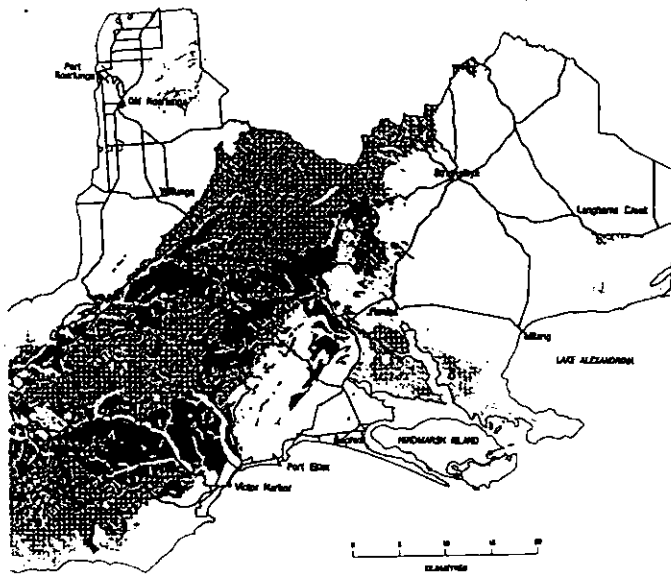 Port
Noarlunga
Old Noarlunga
Willunga
Strathalbyn
Langhorne Creek
Milang
LAKE ALEXANDRINA
HINDMARSH ISLAND
Goolwa
Port Elliot
Victor Harbor
0 5 10 15 20
KILOMETRES